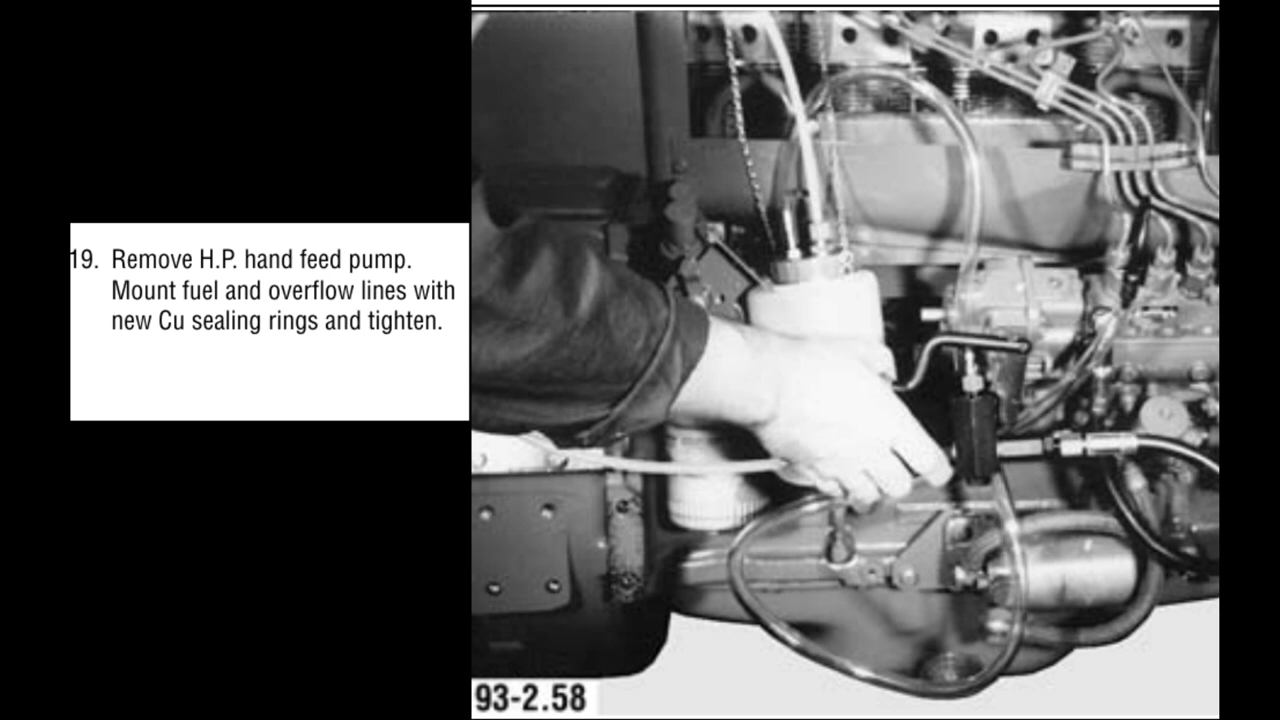 19. Remove H.P. hand feed pump.
Mount fuel and overflow lines with
new Cu sealing rings and tighten.
93-2.58